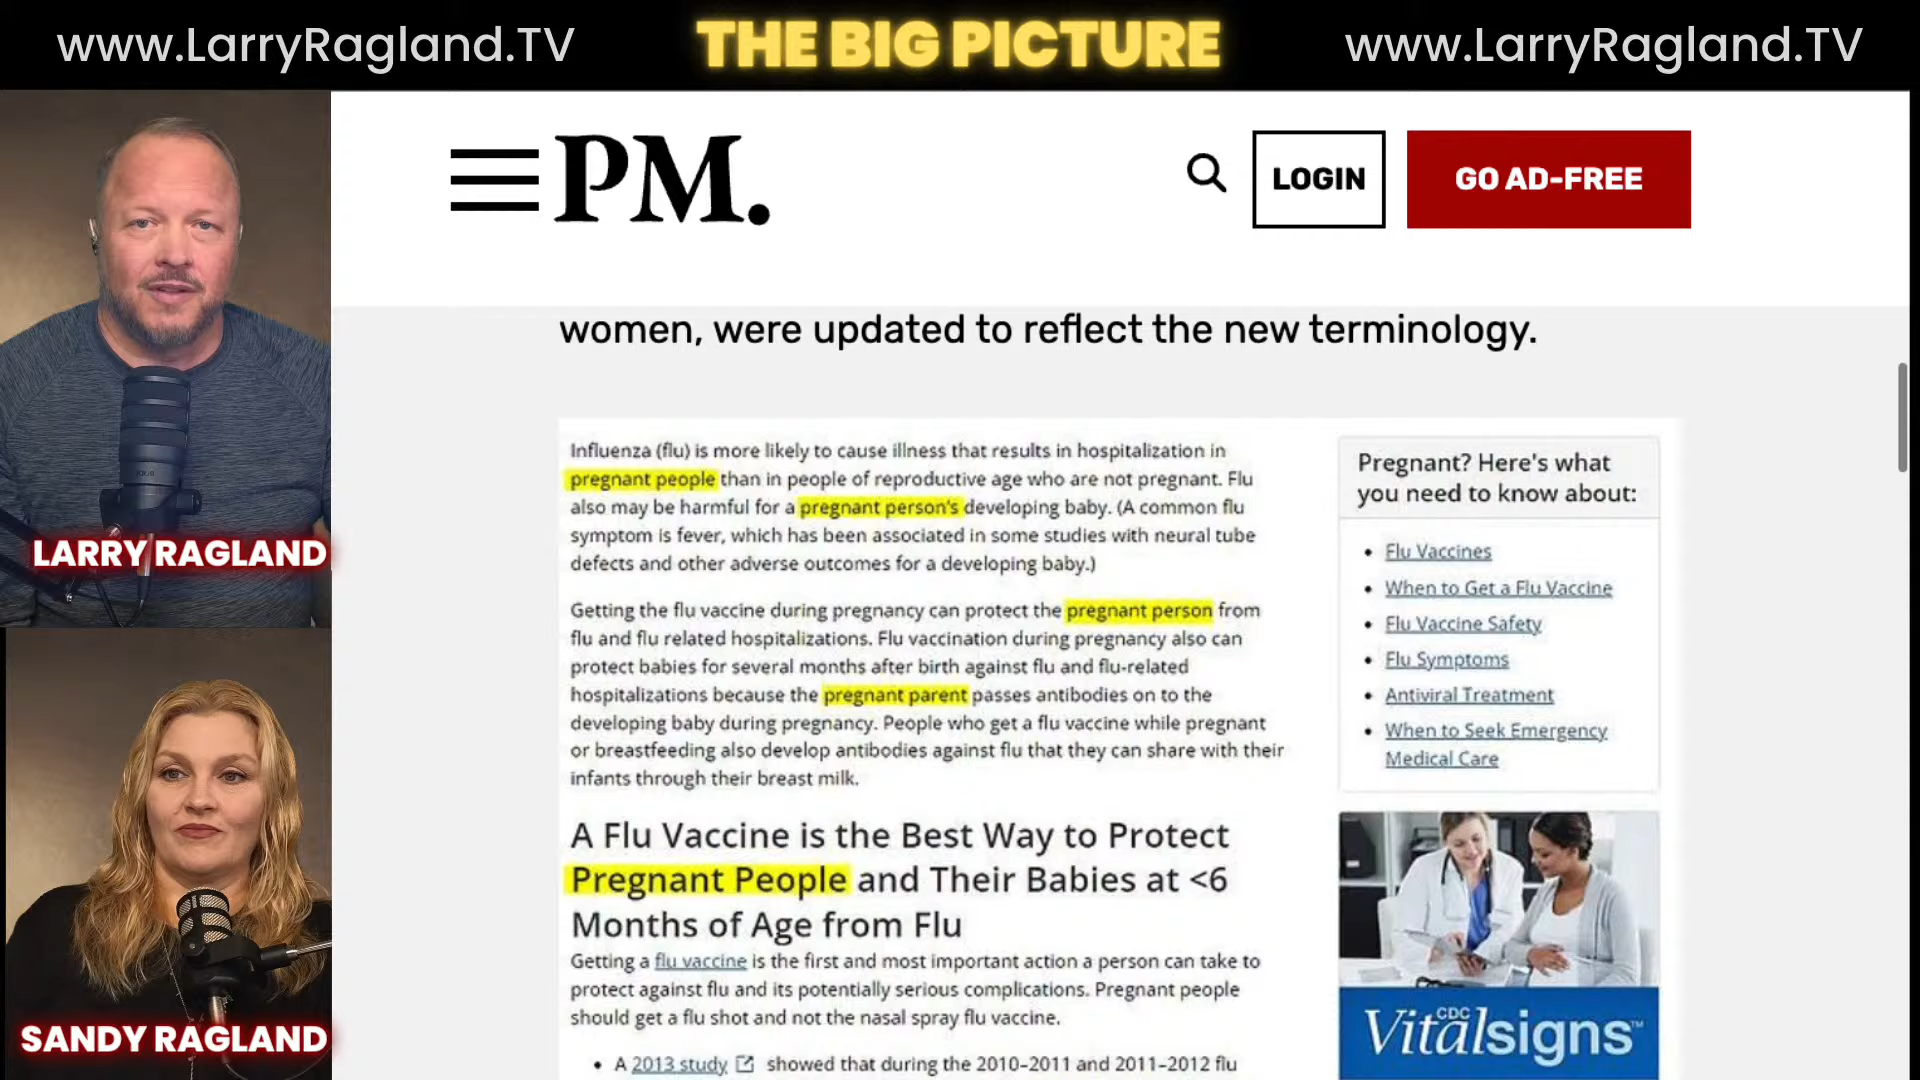 www.LarryRagland.TV
THE BIG PICTURE
www.LarryRagland.TV
PM.
LOGIN
GO AD-FREE
women, were updated to reflect the new terminology.
Influenza (flu) is more likely to cause illness that results in hospitalization in
pregnant people than in people of reproductive age who are not pregnant. Flu
also may be harmful for a pregnant person's developing baby. (A common flu
symptom is fever, which has been associated in some studies with neural tube
defects and other adverse outcomes for a developing baby.)
Getting the flu vaccine during pregnancy can protect the pregnant person from
flu and flu related hospitalizations. Flu vaccination during pregnancy also can
protect babies for several months after birth against flu and flu-related
hospitalizations because the pregnant parent passes antibodies on to the
developing baby during pregnancy. People who get a flu vaccine while pregnant
or breastfeeding also develop antibodies against flu that they can share with their
infants through their breast milk.
A Flu Vaccine is the Best Way to Protect
Pregnant People and Their Babies at <6
Months of Age from Flu
Getting a flu vaccine is the first and most important action a person can take to
protect against flu and its potentially serious complications. Pregnant people
should get a flu shot and not the nasal spray flu vaccine.
• A 2013 study showed that during the 2010–2011 and 2011–2012 flu
Pregnant? Here's what
you need to know about:
• Flu Vaccines
• When to Get a Flu Vaccine
• Flu Vaccine Safety
• Flu Symptoms
• Antiviral Treatment
• When to Seek Emergency
Medical Care
CDC
Vitalsigns™
LARRY RAGLAND
SANDY RAGLAND